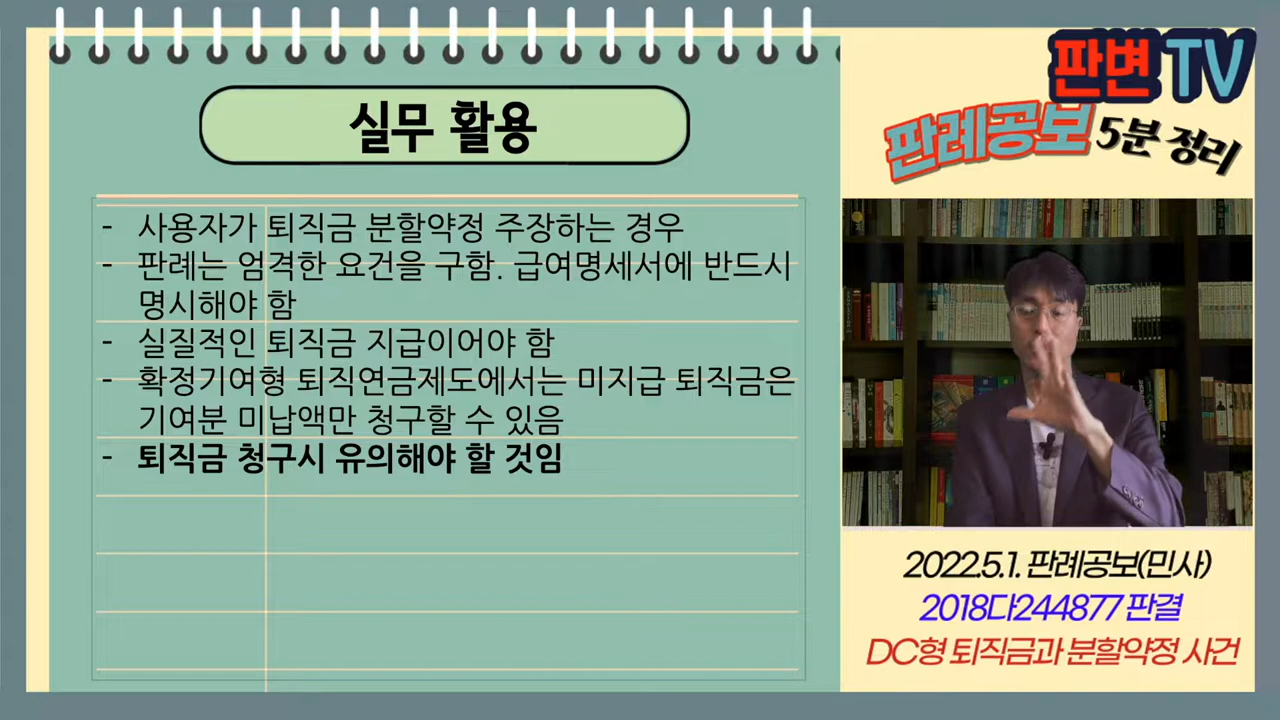 실무 활용
- 사용자가 퇴직금 분할약정 주장하는 경우
- 판례는 엄격한 요건을 구함. 급여명세서에 반드시
명시해야 함
- 실질적인 퇴직금 지급이어야 함
- 확정기여형 퇴직연금제도에서는 미지급 퇴직금은
기여분 미납액만 청구할 수 있음
- 퇴직금 청구시 유의해야 할 것임
판변 TV
판례공보 5분 정리
2022.5.1. 판례공보(민사)
2018다244877 판결
DC형 퇴직금과 분할약정 사건